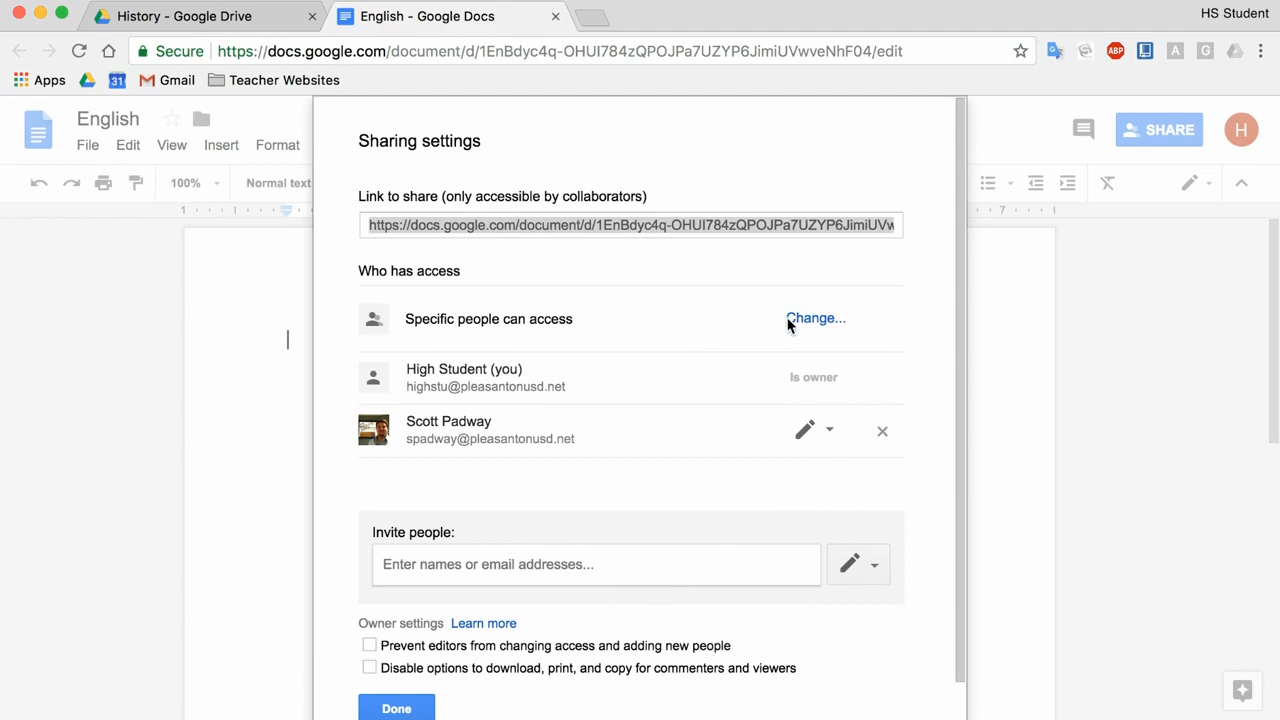 History - Google Drive
English - Google Docs
HS Student
Secure
https://docs.google.com/document/d/1EnBdyc4q-OHUI784zQPOJPa7UZYP6JimiUVwveNhF04/edit
ABP
A
G
Apps
31
Gmail
Teacher Websites
English
File Edit View Insert Format
SHARE
H
100%
Normal text
1
7
Sharing settings
Link to share (only accessible by collaborators)
https://docs.google.com/document/d/1EnBdyc4q-OHUI784zQPOJPa7UZYP6JimiUVw
Who has access
Specific people can access
Change...
High Student (you)
highstu@pleasantonusd.net
Is owner
Scott Padway
spadway@pleasantonusd.net
Invite people:
Enter names or email addresses...
Owner settings Learn more
Prevent editors from changing access and adding new people
Disable options to download, print, and copy for commenters and viewers
Done